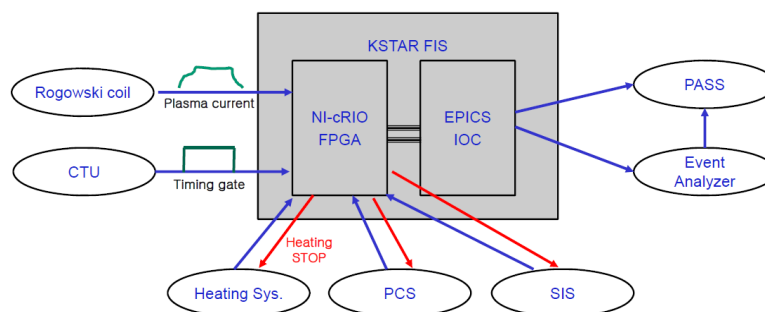 KSTAR FIS
Rogowski coil
Plasma current
NI-cRIO
FPGA
EPICS
IOC
PASS
CTU
Timing gate
Event
Analyzer
Heating
STOP
Heating Sys.
PCS
SIS